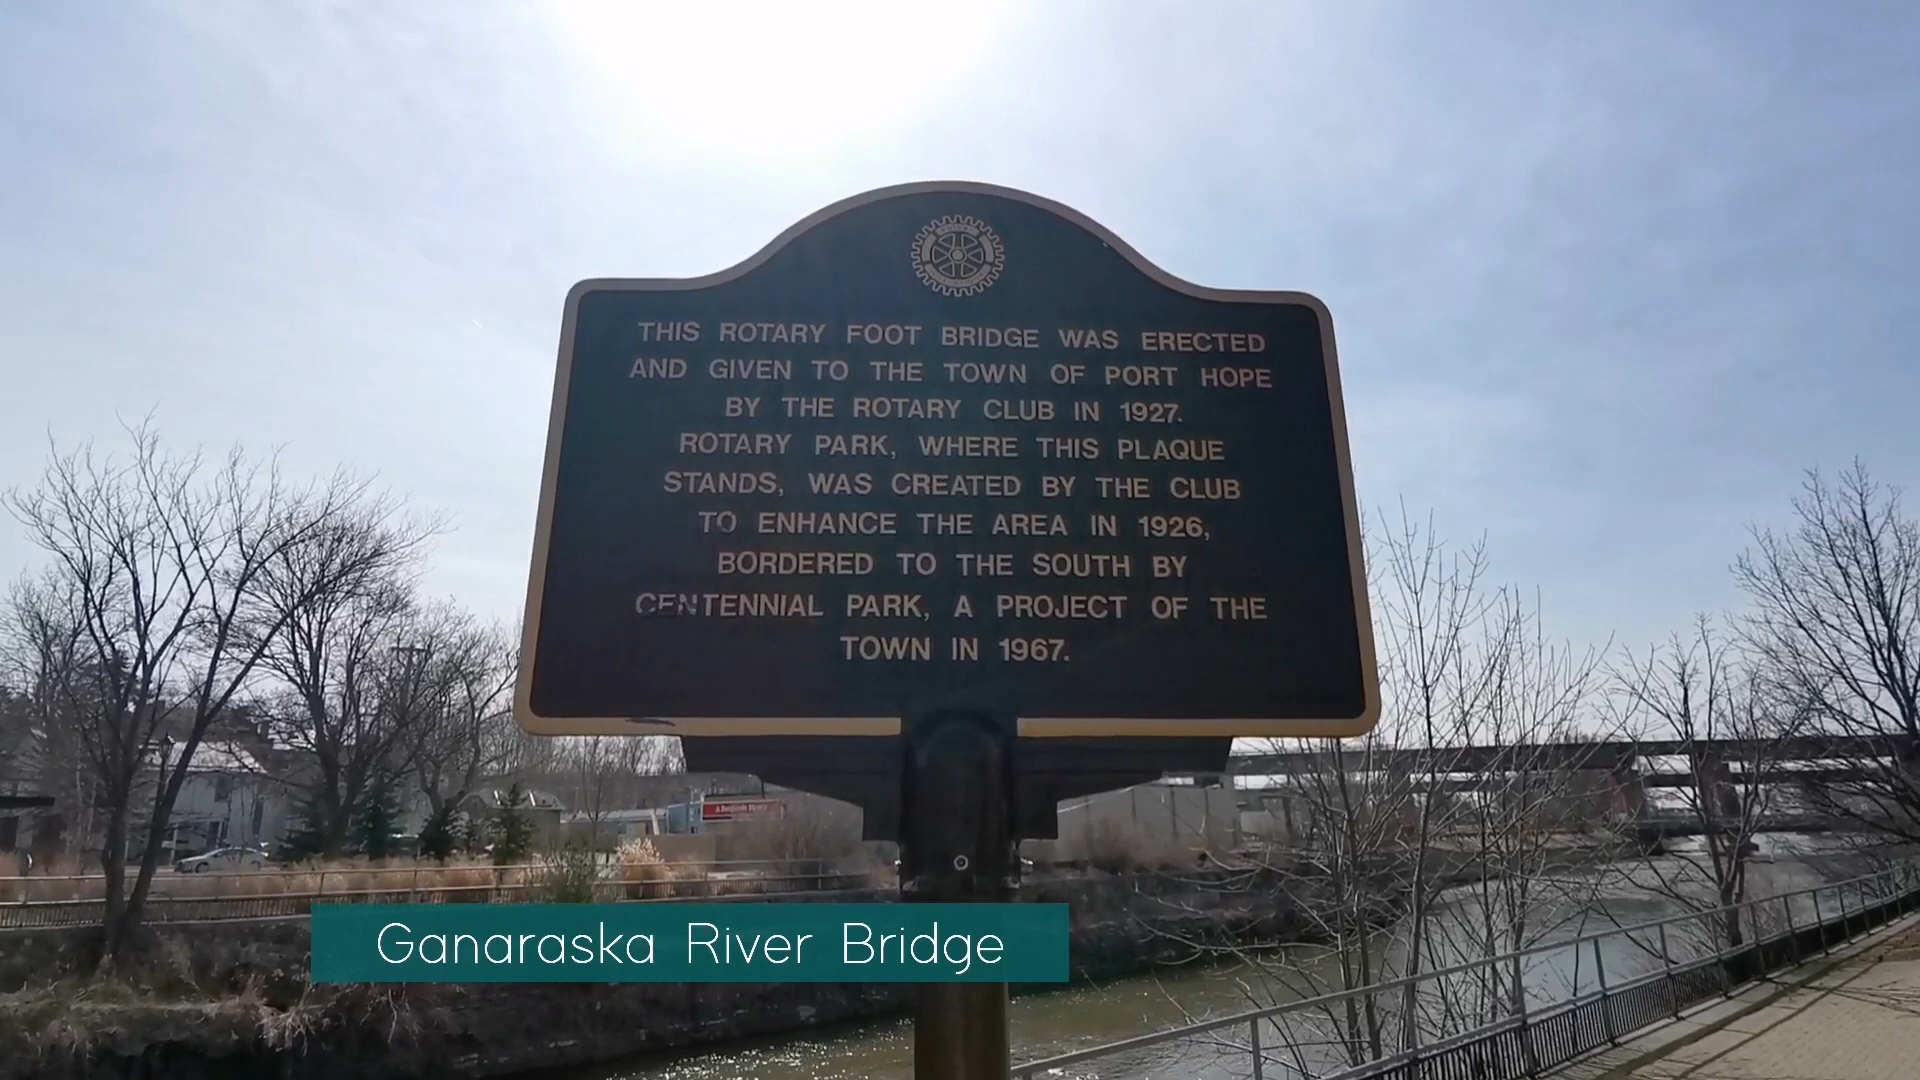 THIS ROTARY FOOT BRIDGE WAS ERECTED
AND GIVEN TO THE TOWN OF PORT HOPE
BY THE ROTARY CLUB IN 1927.
ROTARY PARK, WHERE THIS PLAQUE
STANDS, WAS CREATED BY THE CLUB
TO ENHANCE THE AREA IN 1926,
BORDERED TO THE SOUTH BY
CENTENNIAL PARK, A PROJECT OF THE
TOWN IN 1967.
Ganaraska River Bridge